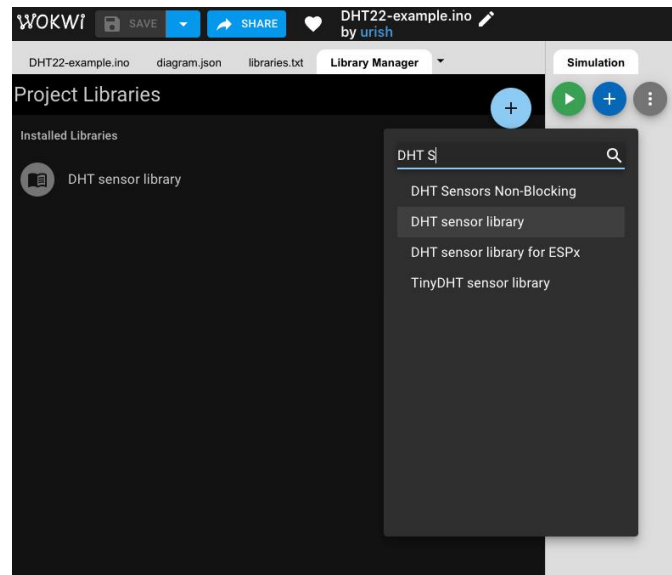 WOKWi SAVE SHARE DHT22-example.ino
by urish
DHT22-example.ino diagram.json libraries.txt Library Manager Simulation
Project Libraries
Installed Libraries
DHT sensor library
DHT S
DHT Sensors Non-Blocking
DHT sensor library
DHT sensor library for ESPx
TinyDHT sensor library